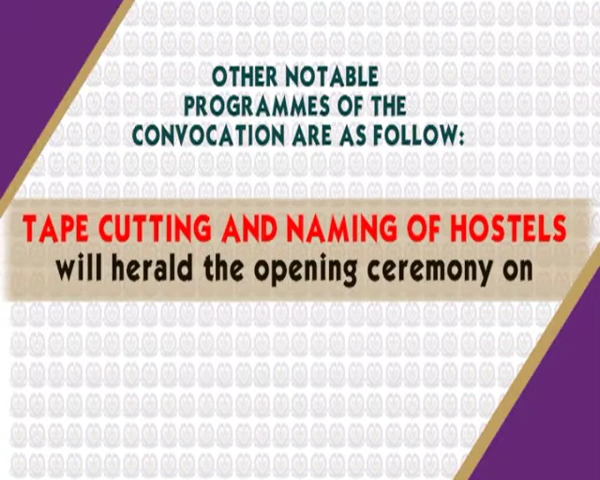 OTHER NOTABLE
PROGRAMMES OF THE
CONVOCATION ARE AS FOLLOW:
TAPE CUTTING AND NAMING OF HOSTELS
will herald the opening ceremony on